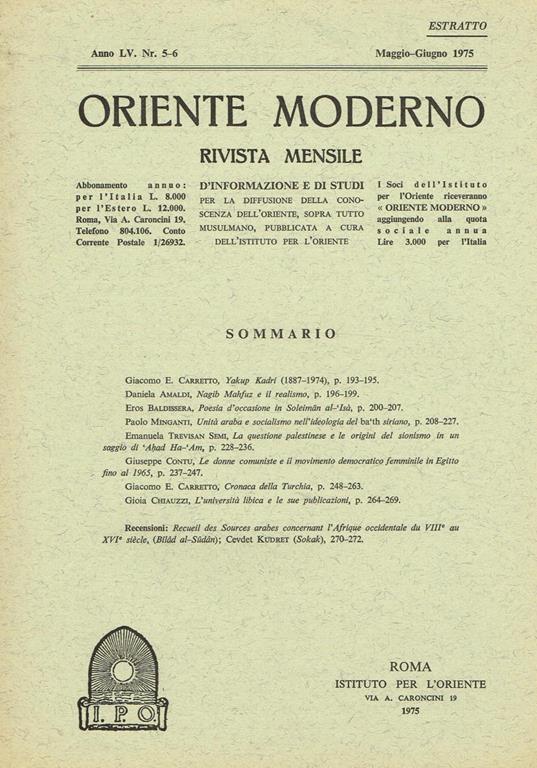 ESTRATTO
Anno LV. Nr. 5-6 Maggio-Giugno 1975
ORIENTE MODERNO
RIVISTA MENSILE
Abbonamento annuo:
per l'Italia L. 8.000
per l'Estero L. 12.000.
Roma, Via A. Caroncini 19,
Telefono 804.106. Conto
Corrente Postale 1/26932.
D'INFORMAZIONE E DI STUDI
PER LA DIFFUSIONE DELLA CONO-
SCENZA DELL'ORIENTE, SOPRA TUTTO
MUSULMANO, PUBBLICATA A CURA
DELL'ISTITUTO PER L'ORIENTE
I Soci dell'Istituto
per l'Oriente riceveranno
« ORIENTE MODERNO »
aggiungendo alla quota
sociale annua
Lire 3.000 per l'Italia
SOMMARIO
Giacomo E. CARRETTO, Yakup Kadri (1887-1974), p. 193-195.
Daniela AMALDI, Nagib Mahfuz e il realismo, p. 196-199.
Eros BALDISSERA, Poesia d'occasione in Soleimān al-'Isà, p. 200-207.
Paolo MINGANTI, Unità araba e socialismo nell'ideologia del ba'th siriano, p. 208-227.
Emanuela TREVISAN SEMI, La questione palestinese e le origini del sionismo in un
saggio di 'Aḥad Ha-'Am, p. 228-236.
Giuseppe CONTU, Le donne comuniste e il movimento democratico femminile in Egitto
fino al 1965, p. 237-247.
Giacomo E. CARRETTO, Cronaca della Turchia, p. 248-263.
Gioia CHIAUZZI, L'università libica e le sue publicazioni, p. 264-269.
Recensioni: Recueil des Sources arabes concernant l'Afrique occidentale du VIIIe au
XVIe siècle, (Bilâd al-Sûdân); Cevdet KUDRET (Sokak), 270-272.
I. P. O.
ROMA
ISTITUTO PER L'ORIENTE
VIA A. CARONCINI 19
1975